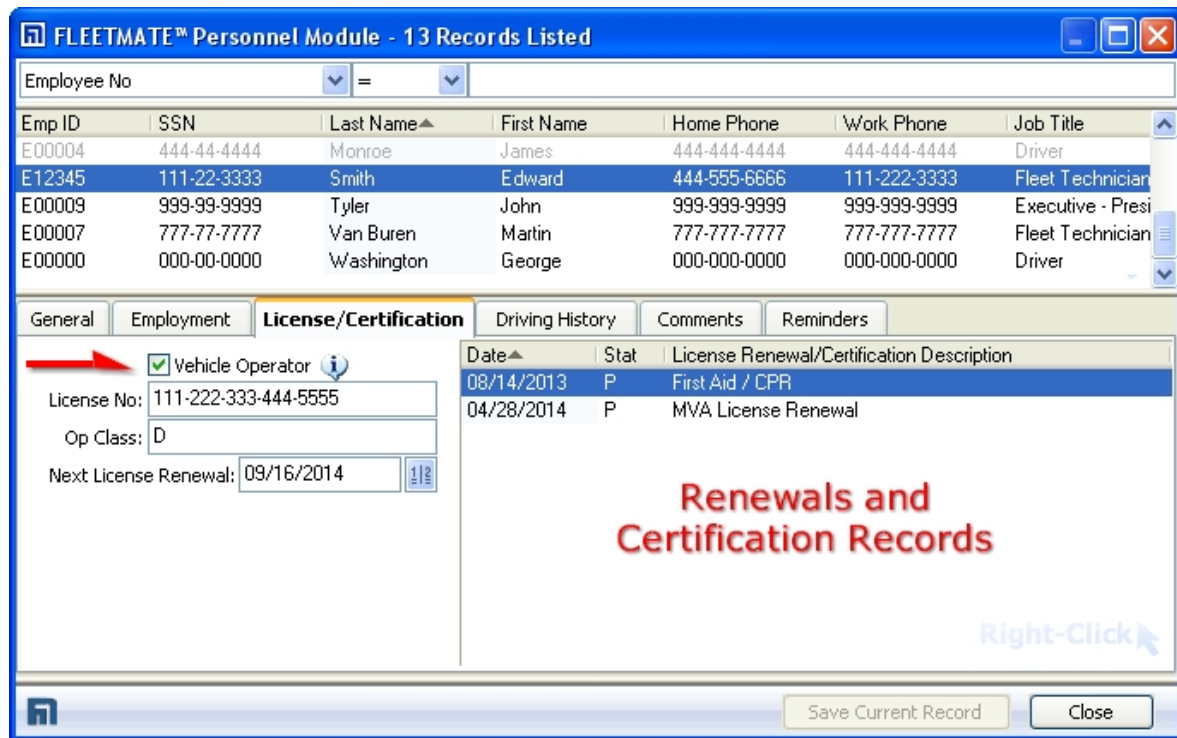 FLEETMATE™ Personnel Module - 13 Records Listed
Employee No =
Emp ID SSN Last Name First Name Home Phone Work Phone Job Title
E00004 444-44-4444 Monroe James 444-444-4444 444-444-4444 Driver
E12345 111-22-3333 Smith Edward 444-555-6666 111-222-3333 Fleet Technician
E00009 999-99-9999 Tyler John 999-999-9999 999-999-9999 Executive - Presi
E00007 777-77-7777 Van Buren Martin 777-777-7777 777-777-7777 Fleet Technician
E00000 000-00-0000 Washington George 000-000-0000 000-000-0000 Driver
General Employment License/Certification Driving History Comments Reminders
Vehicle Operator
License No: 111-222-333-444-5555
Op Class: D
Next License Renewal: 09/16/2014
Date Stat License Renewal/Certification Description
08/14/2013 P First Aid / CPR
04/28/2014 P MVA License Renewal
Renewals and
Certification Records
Right-Click
Save Current Record Close